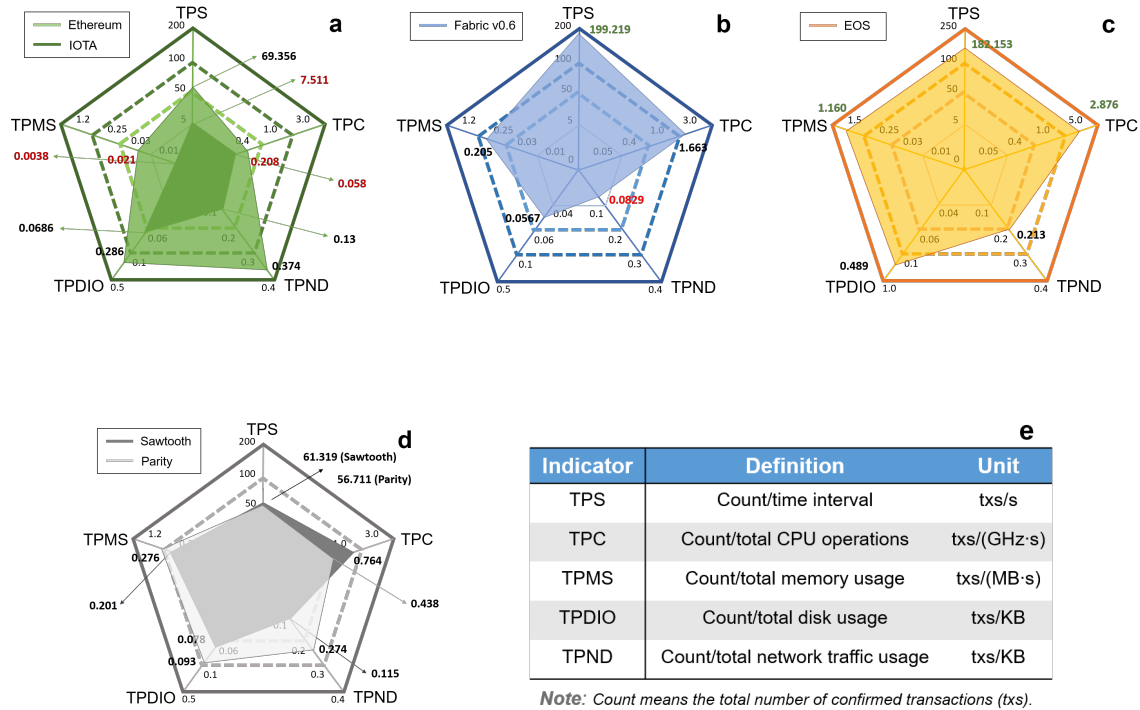 a
Ethereum
IOTA
TPS
200
100
50
5
69.356
7.511
TPMS
1.2
0.25
0.03
0.01
1.0
3.0
TPC
0.0038
0.021
0.208
0.058
0.0686
0.06
0.1
0.2
0.13
0.286
0.1
0.3
0.374
TPDIO
0.5
0.4
TPND
b
Fabric v0.6
TPS
200
199.219
100
50
5
0
TPMS
1.2
0.25
0.03
0.01
0.05
0.4
1.0
3.0
TPC
0.205
1.663
0.0829
0.0567
0.04
0.1
0.06
0.2
0.1
0.3
TPDIO
0.5
0.4
TPND
c
EOS
TPS
250
182.153
100
50
5
0
1.160
2.876
TPMS
1.5
0.25
0.03
0.01
0.05
0.4
1.0
5.0
TPC
0.04
0.1
0.06
0.2
0.213
0.489
0.1
0.3
TPDIO
1.0
0.4
TPND
d
Sawtooth
Parity
TPS
200
100
50
61.319 (Sawtooth)
56.711 (Parity)
TPMS
1.2
1.0
3.0
TPC
0.276
0.764
0.201
0.438
0.1
0.078
0.06
0.2
0.274
0.093
0.1
0.3
0.115
TPDIO
0.5
0.4
TPND
e
Indicator Definition Unit
TPS Count/time interval txs/s
TPC Count/total CPU operations txs/(GHz·s)
TPMS Count/total memory usage txs/(MB·s)
TPDIO Count/total disk usage txs/KB
TPND Count/total network traffic usage txs/KB
Note: Count means the total number of confirmed transactions (txs).